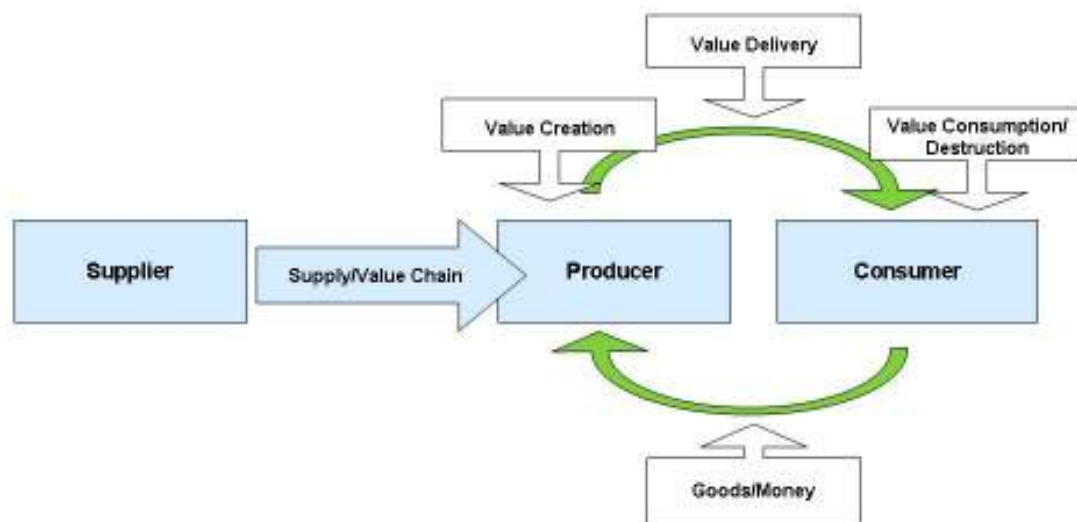 Value Delivery
Value Creation
Value Consumption/
Destruction
Supplier
Supply/Value Chain
Producer
Consumer
Goods/Money